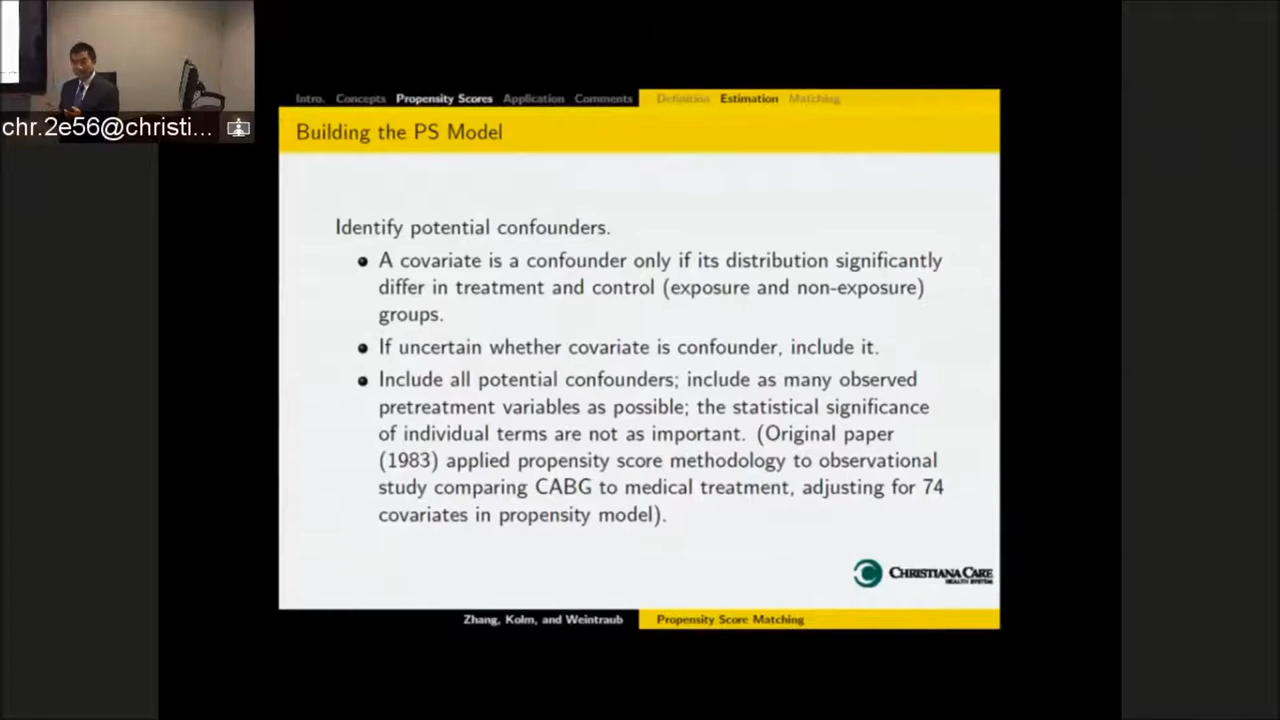 chr.2e56@christi...
Intro. Concepts Propensity Scores Application Comments Definition Estimation Matching
Building the PS Model
Identify potential confounders.
A covariate is a confounder only if its distribution significantly
differ in treatment and control (exposure and non-exposure)
groups.
If uncertain whether covariate is confounder, include it.
Include all potential confounders; include as many observed
pretreatment variables as possible; the statistical significance
of individual terms are not as important. (Original paper
(1983) applied propensity score methodology to observational
study comparing CABG to medical treatment, adjusting for 74
covariates in propensity model).
CHRISTIANA CARE
HEALTH SYSTEM
Zhang, Kolm, and Weintraub Propensity Score Matching